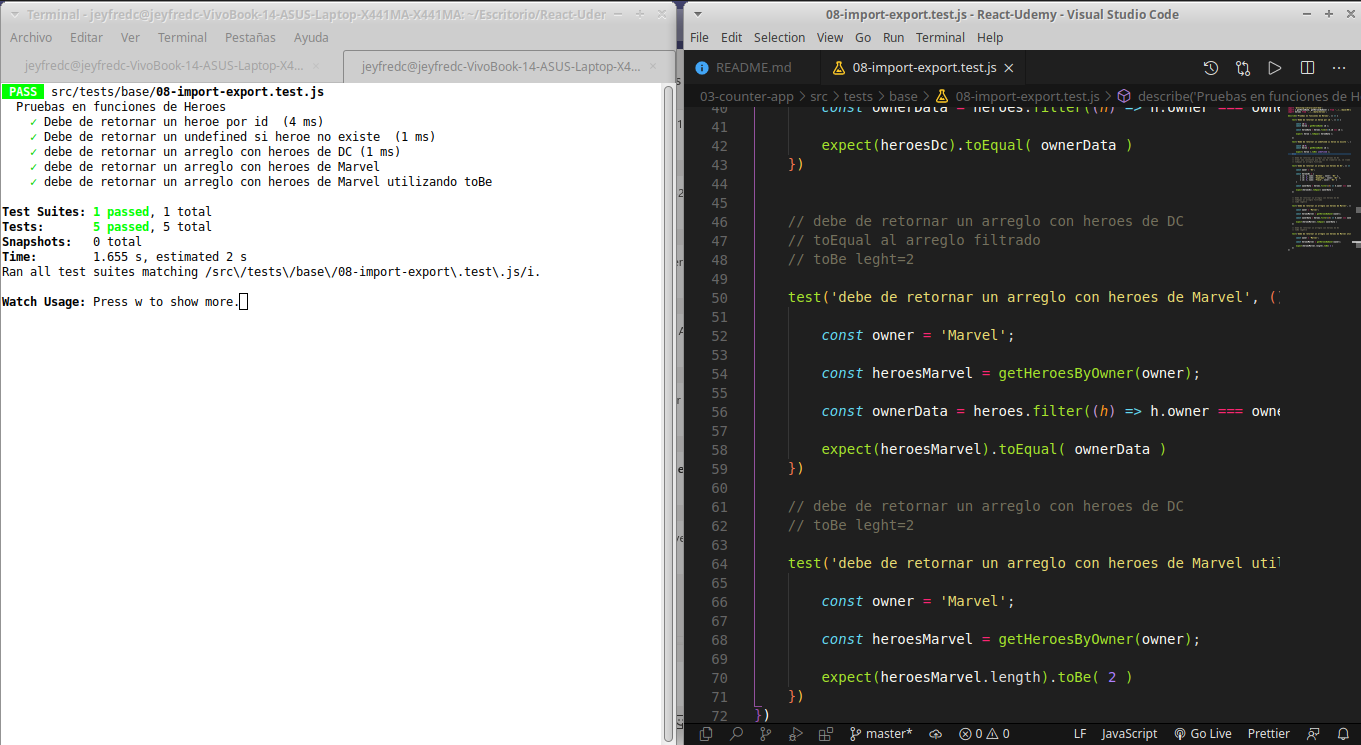 Terminal - jeyfredc@jeyfredc-VivoBook-14-ASUS-Laptop-X441MA-X441MA: ~/Escritorio/React-Uder
Archivo Editar Ver Terminal Pestañas Ayuda
jeyfredc@jeyfredc-VivoBook-14-ASUS-Laptop-X4... × jeyfredc@jeyfredc-VivoBook-14-ASUS-Laptop-X4... ×
PASS src/tests/base/08-import-export.test.js
Pruebas en funciones de Heroes
✓ Debe de retornar un heroe por id (4 ms)
✓ Debe de retornar un undefined si heroe no existe (1 ms)
✓ debe de retornar un arreglo con heroes de DC (1 ms)
✓ debe de retornar un arreglo con heroes de Marvel
✓ debe de retornar un arreglo con heroes de Marvel utilizando toBe
Test Suites: 1 passed, 1 total
Tests: 5 passed, 5 total
Snapshots: 0 total
Time: 1.655 s, estimated 2 s
Ran all test suites matching /src\/tests\/base\/08-import-export\.test\.js/i.
Watch Usage: Press w to show more.
08-import-export.test.js - React-Udemy - Visual Studio Code
File Edit Selection View Go Run Terminal Help
README.md 08-import-export.test.js ×
03-counter-app > src > tests > base > 08-import-export.test.js > describe('Pruebas en funciones de H
40 const ownerData = heroes.filter((h) => h.owner === owne
41
42 expect(heroesDc).toEqual( ownerData )
43 })
44
45
46 // debe de retornar un arreglo con heroes de DC
47 // toEqual al arreglo filtrado
48 // toBe leght=2
49
50 test('debe de retornar un arreglo con heroes de Marvel', ()
51
52 const owner = 'Marvel';
53
54 const heroesMarvel = getHeroesByOwner(owner);
55
56 const ownerData = heroes.filter((h) => h.owner === owne
57
58 expect(heroesMarvel).toEqual( ownerData )
59 })
60
61 // debe de retornar un arreglo con heroes de DC
62 // toBe leght=2
63
64 test('debe de retornar un arreglo con heroes de Marvel util
65
66 const owner = 'Marvel';
67
68 const heroesMarvel = getHeroesByOwner(owner);
69
70 expect(heroesMarvel.length).toBe( 2 )
71 })
72 })
master* 0 0 LF JavaScript Go Live Prettier